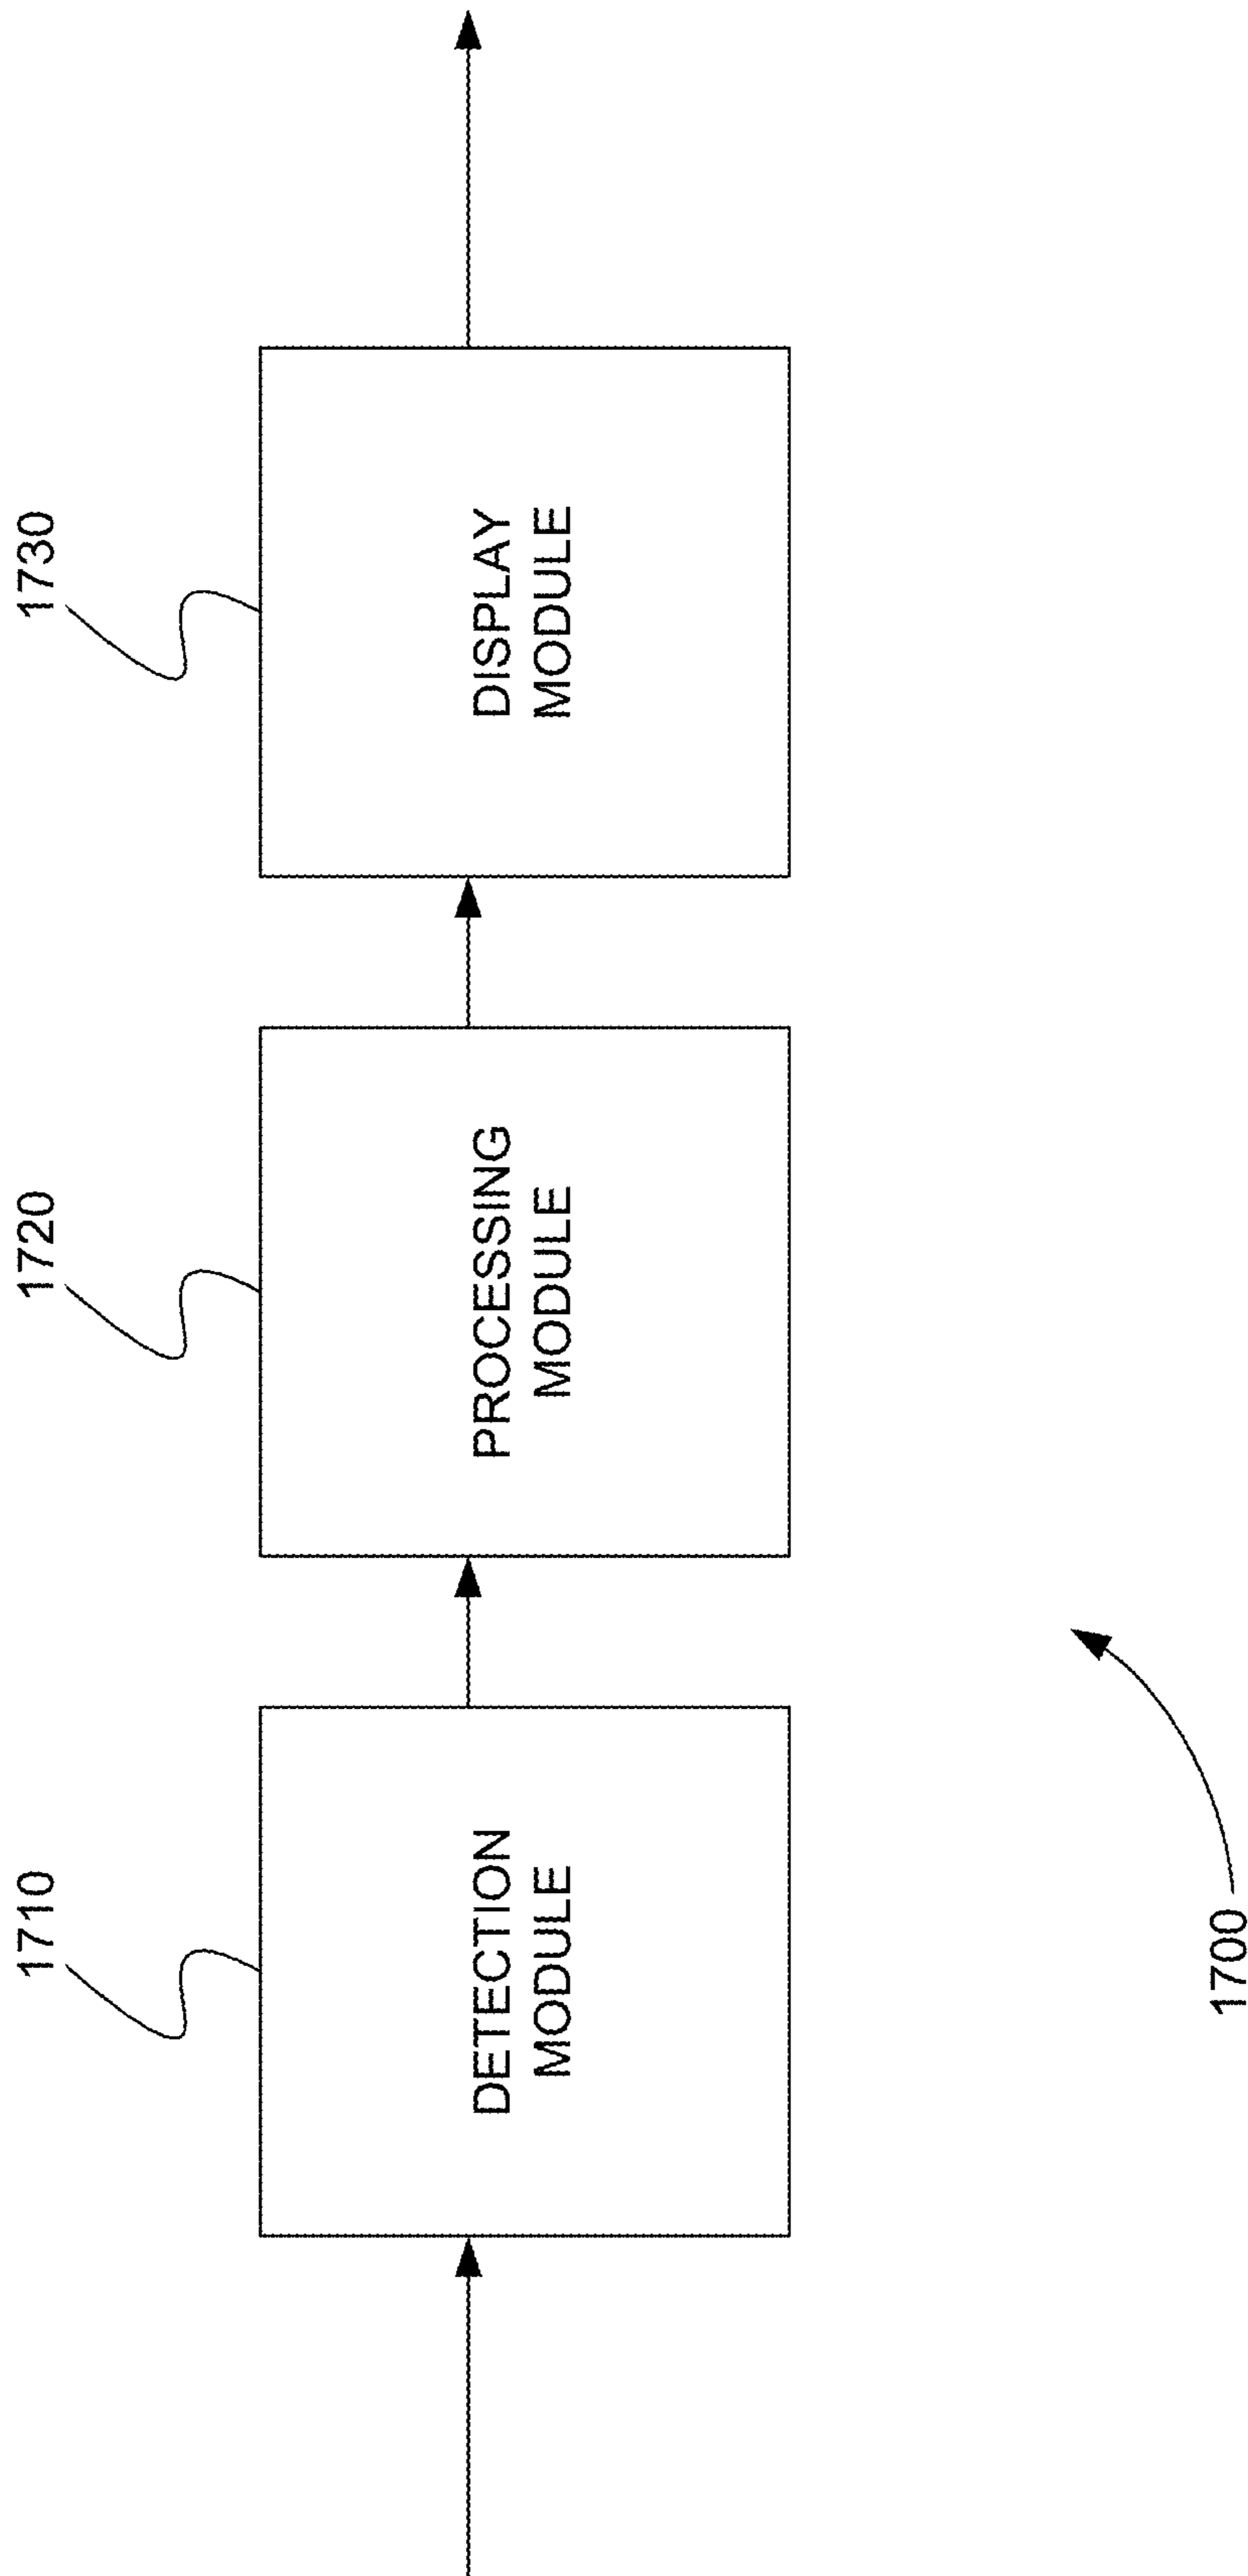 1710
1720
1730
DETECTION
MODULE
PROCESSING
MODULE
DISPLAY
MODULE
1700